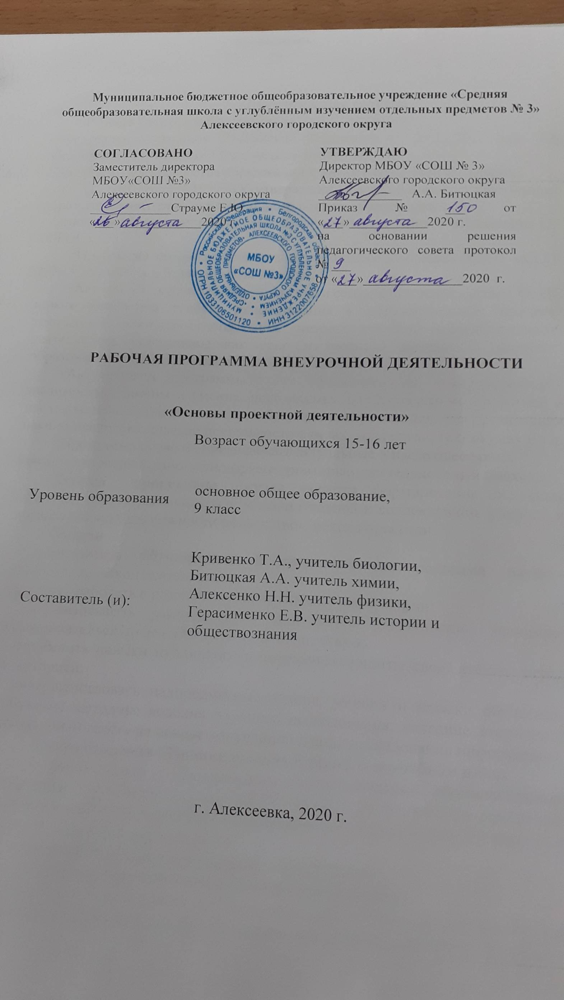 Муниципальное бюджетное общеобразовательное учреждение «Средняя
общеобразовательная школа с углублённым изучением отдельных предметов № 3»
Алексеевского городского округа
СОГЛАСОВАНО
Заместитель директора
МБОУ«СОШ №3»
Алексеевского городского округа
Страуме Е.Ю.
«26» августа 2020 г.
УТВЕРЖДАЮ
Директор МБОУ «СОШ № 3»
Алексеевского городского округа
А.А. Битюцкая
Приказ № 150 от
«27» августа 2020 г.
на основании решения
педагогического совета протокол
№ 9
от «27» августа 2020 г.
Российская Федерация • Белгородская область
МУНИЦИПАЛЬНОЕ БЮДЖЕТНОЕ ОБЩЕОБРАЗОВАТЕЛЬНОЕ УЧРЕЖДЕНИЕ
«СРЕДНЯЯ ОБЩЕОБРАЗОВАТЕЛЬНАЯ ШКОЛА №3 С УГЛУБЛЕННЫМ ИЗУЧЕНИЕМ
ОТДЕЛЬНЫХ ПРЕДМЕТОВ» АЛЕКСЕЕВСКОГО ГОРОДСКОГО ОКРУГА
ОГРН 1033106501120 • ИНН 3122007658
МБОУ
«СОШ №3»
РАБОЧАЯ ПРОГРАММА ВНЕУРОЧНОЙ ДЕЯТЕЛЬНОСТИ
«Основы проектной деятельности»
Возраст обучающихся 15-16 лет
Уровень образования
основное общее образование,
9 класс
Составитель (и):
Кривенко Т.А., учитель биологии,
Битюцкая А.А. учитель химии,
Алексенко Н.Н. учитель физики,
Герасименко Е.В. учитель истории и
обществознания
г. Алексеевка, 2020 г.